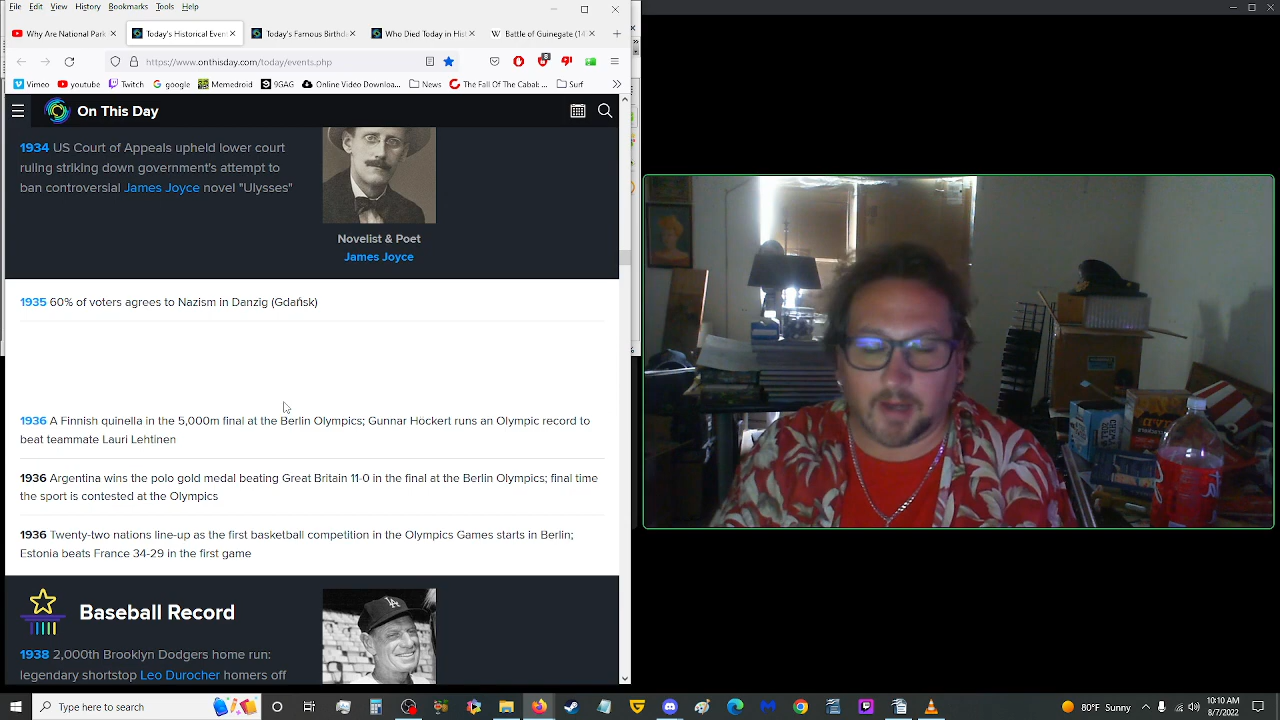 File Edit View History Bookmarks Tools Help
Why Are National Park
Today's Historical Even
Today's Famous Birthda
Who Died Today in Hist
W Battle of Guinegate (14
https://www.onthisday.com/today/events.php
Vimeo youtube Twitch google Mordroid 9GAG Online Video Downloa... News The Fall Of The Cabal ... Surf
On This Day
1934 US Court of Appeals upheld lower court
ruling striking down government's attempt to
ban controversial James Joyce novel "Ulysses"
Novelist & Poet
James Joyce
1935 60% of voters agrees to Nazism in Danzig (Gdańsk)
1936 A Finnish quinella in the 5,000m final at the Berlin Olympics; Gunnar Höckert runs an Olympic record to
beat teammate Lauri Lehtinen
1936 Argentina wins the polo gold medal beating Great Britain 11-0 in the final at the Berlin Olympics; final time
the sport is contested at the Olympics
1936 Twenty-two nations line-up as the first basketball competition in the Olympics Games starts in Berlin;
Estonia beats France 34-29 in the first game
Baseball Record
LA
1938 2,000th Brooklyn Dodgers home run:
legendary shortstop Leo Durocher homers off
Type here to search
80°F Sunny
10:10 AM
8/7/2022